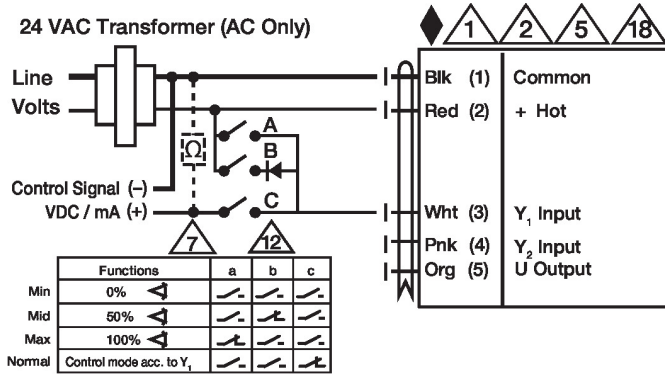 24 VAC Transformer (AC Only)
1 2 5 18
Line
Volts
Blk (1) Common
Red (2) + Hot
A
Ω
B
Control Signal (–)
VDC / mA (+)
C
Wht (3) Y1 Input
Pnk (4) Y2 Input
Org (5) U Output
7 12
Functions a b c
Min 0%
Mid 50%
Max 100%
Normal Control mode acc. to Y1